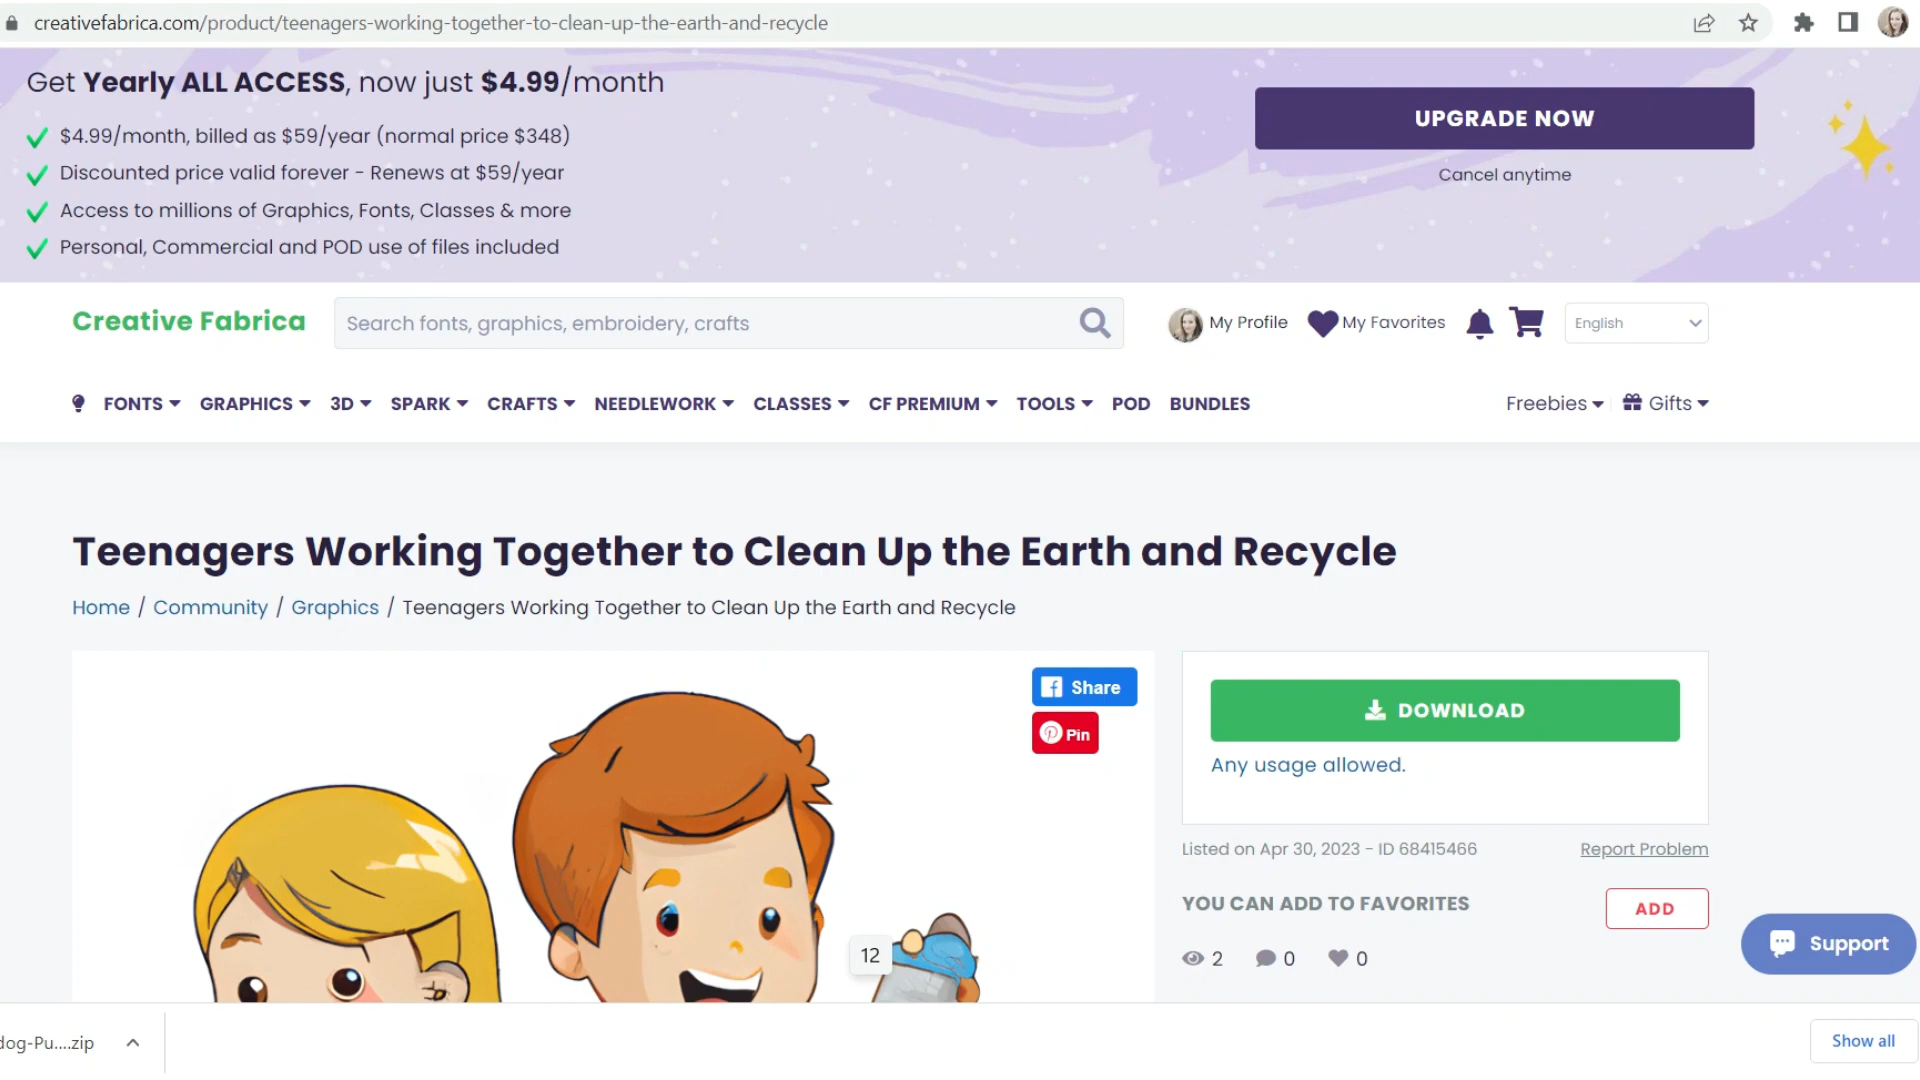 creativefabrica.com/product/teenagers-working-together-to-clean-up-the-earth-and-recycle
Get Yearly ALL ACCESS, now just $4.99/month
$4.99/month, billed as $59/year (normal price $348)
Discounted price valid forever - Renews at $59/year
Access to millions of Graphics, Fonts, Classes & more
Personal, Commercial and POD use of files included
UPGRADE NOW
Cancel anytime
Creative Fabrica
Search fonts, graphics, embroidery, crafts
My Profile
My Favorites
English
FONTS GRAPHICS 3D SPARK CRAFTS NEEDLEWORK CLASSES CF PREMIUM TOOLS POD BUNDLES
Freebies Gifts
Teenagers Working Together to Clean Up the Earth and Recycle
Home / Community / Graphics / Teenagers Working Together to Clean Up the Earth and Recycle
Share
Pin
DOWNLOAD
Any usage allowed.
Listed on Apr 30, 2023 - ID 68415466
Report Problem
YOU CAN ADD TO FAVORITES
ADD
2 0 0
12
Support
dog-Pu....zip
Show all